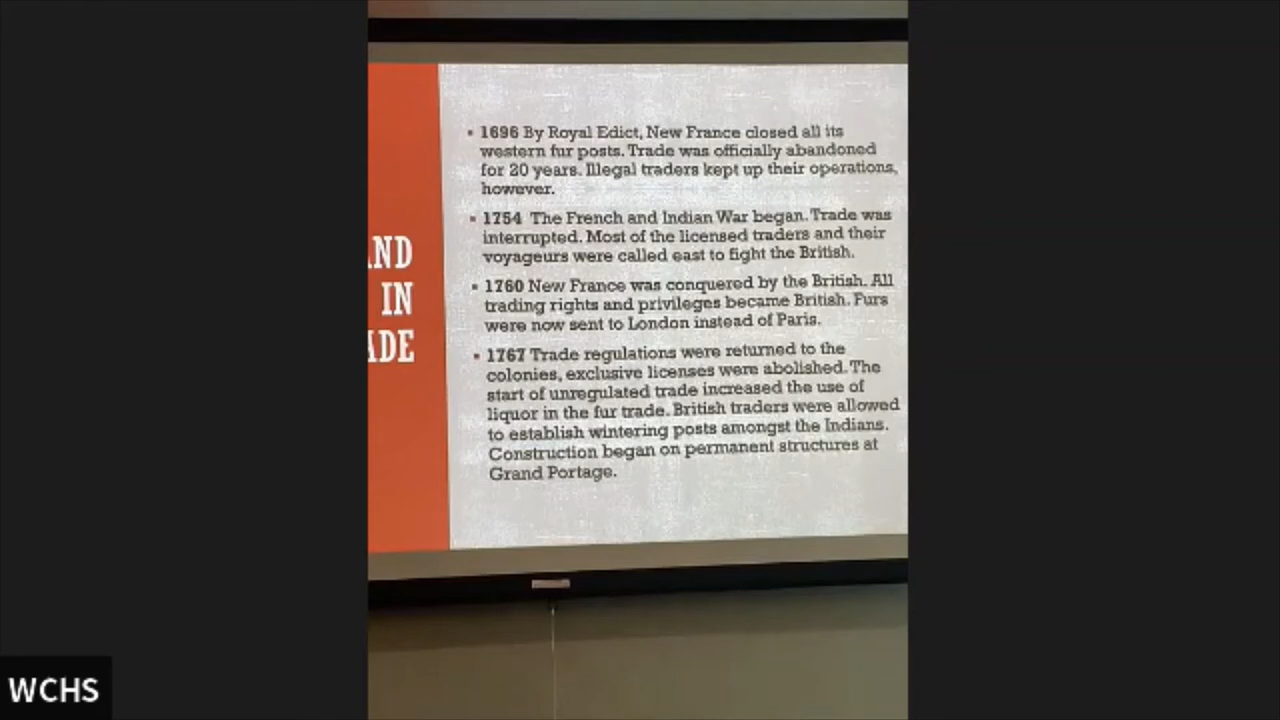 AND
IN
ADE
▪ 1696 By Royal Edict, New France closed all its
western fur posts. Trade was officially abandoned
for 20 years. Illegal traders kept up their operations,
however.
▪ 1754 The French and Indian War began. Trade was
interrupted. Most of the licensed traders and their
voyageurs were called east to fight the British.
▪ 1760 New France was conquered by the British. All
trading rights and privileges became British. Furs
were now sent to London instead of Paris.
▪ 1767 Trade regulations were returned to the
colonies, exclusive licenses were abolished. The
start of unregulated trade increased the use of
liquor in the fur trade. British traders were allowed
to establish wintering posts amongst the Indians.
Construction began on permanent structures at
Grand Portage.
WCHS